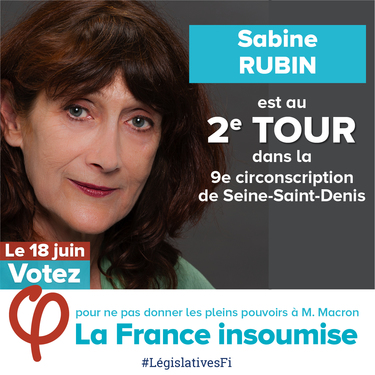 Sabine
RUBIN
est au
2e TOUR
dans la
9e circonscription
de Seine-Saint-Denis
Le 18 juin
Votez
φ
pour ne pas donner les pleins pouvoirs à M. Macron
La France insoumise
#LégislativesFi